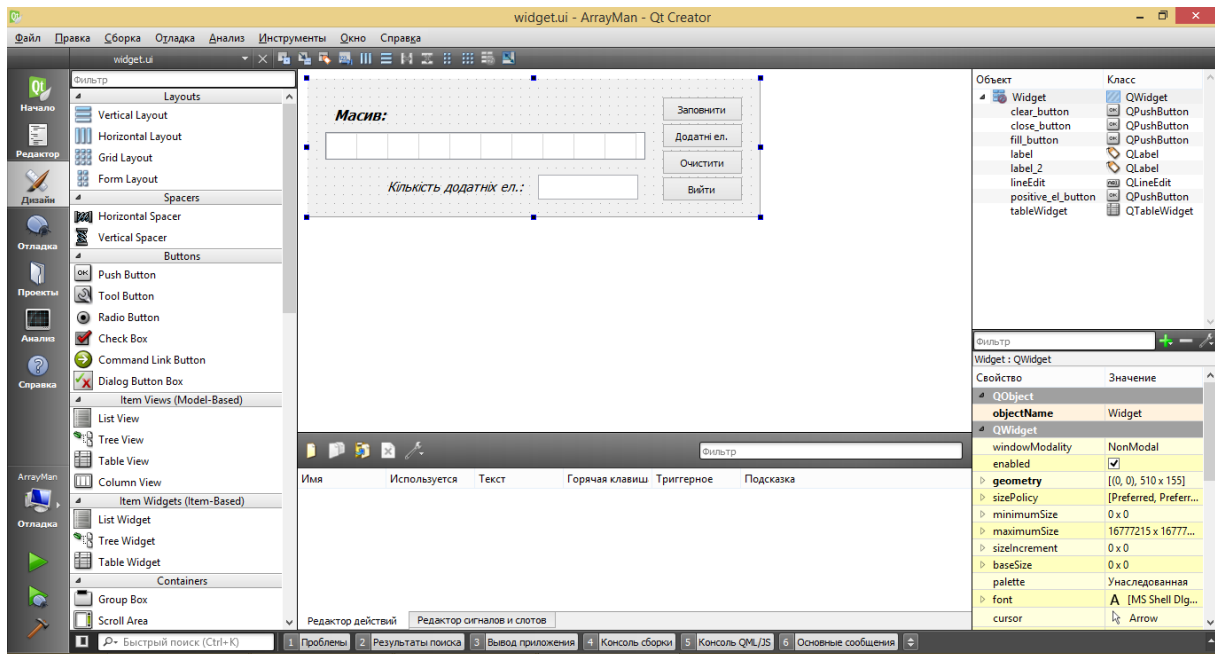 widget.ui - ArrayMan - Qt Creator
Файл Правка Сборка Отладка Анализ Инструменты Окно Справка
widget.ui
Начало
Редактор
Дизайн
Отладка
Проекты
Анализ
Справка
ArrayMan
Отладка
Фильтр
Layouts
Vertical Layout
Horizontal Layout
Grid Layout
Form Layout
Spacers
Horizontal Spacer
Vertical Spacer
Buttons
Push Button
Tool Button
Radio Button
Check Box
Command Link Button
Dialog Button Box
Item Views (Model-Based)
List View
Tree View
Table View
Column View
Item Widgets (Item-Based)
List Widget
Tree Widget
Table Widget
Containers
Group Box
Scroll Area
Масив:
Заповнити
Додатні ел.
Очистити
Вийти
Кількість додатніх ел.:
Фильтр
Имя Используется Текст Горячая клавиш Триггерное Подсказка
Редактор действий Редактор сигналов и слотов
Объект Класс
Widget QWidget
clear_button QPushButton
close_button QPushButton
fill_button QPushButton
label QLabel
label_2 QLabel
lineEdit QLineEdit
positive_el_button QPushButton
tableWidget QTableWidget
Фильтр
Widget : QWidget
Свойство Значение
QObject
objectName Widget
QWidget
windowModality NonModal
enabled
geometry [(0, 0), 510 x 155]
sizePolicy [Preferred, Preferr...
minimumSize 0 x 0
maximumSize 16777215 x 16777...
sizeIncrement 0 x 0
baseSize 0 x 0
palette Унаследованная
font A [MS Shell Dlg...
cursor Arrow
Быстрый поиск (Ctrl+K)
1 Проблемы 2 Результаты поиска 3 Вывод приложения 4 Консоль сборки 5 Консоль QML/JS 6 Основные сообщения